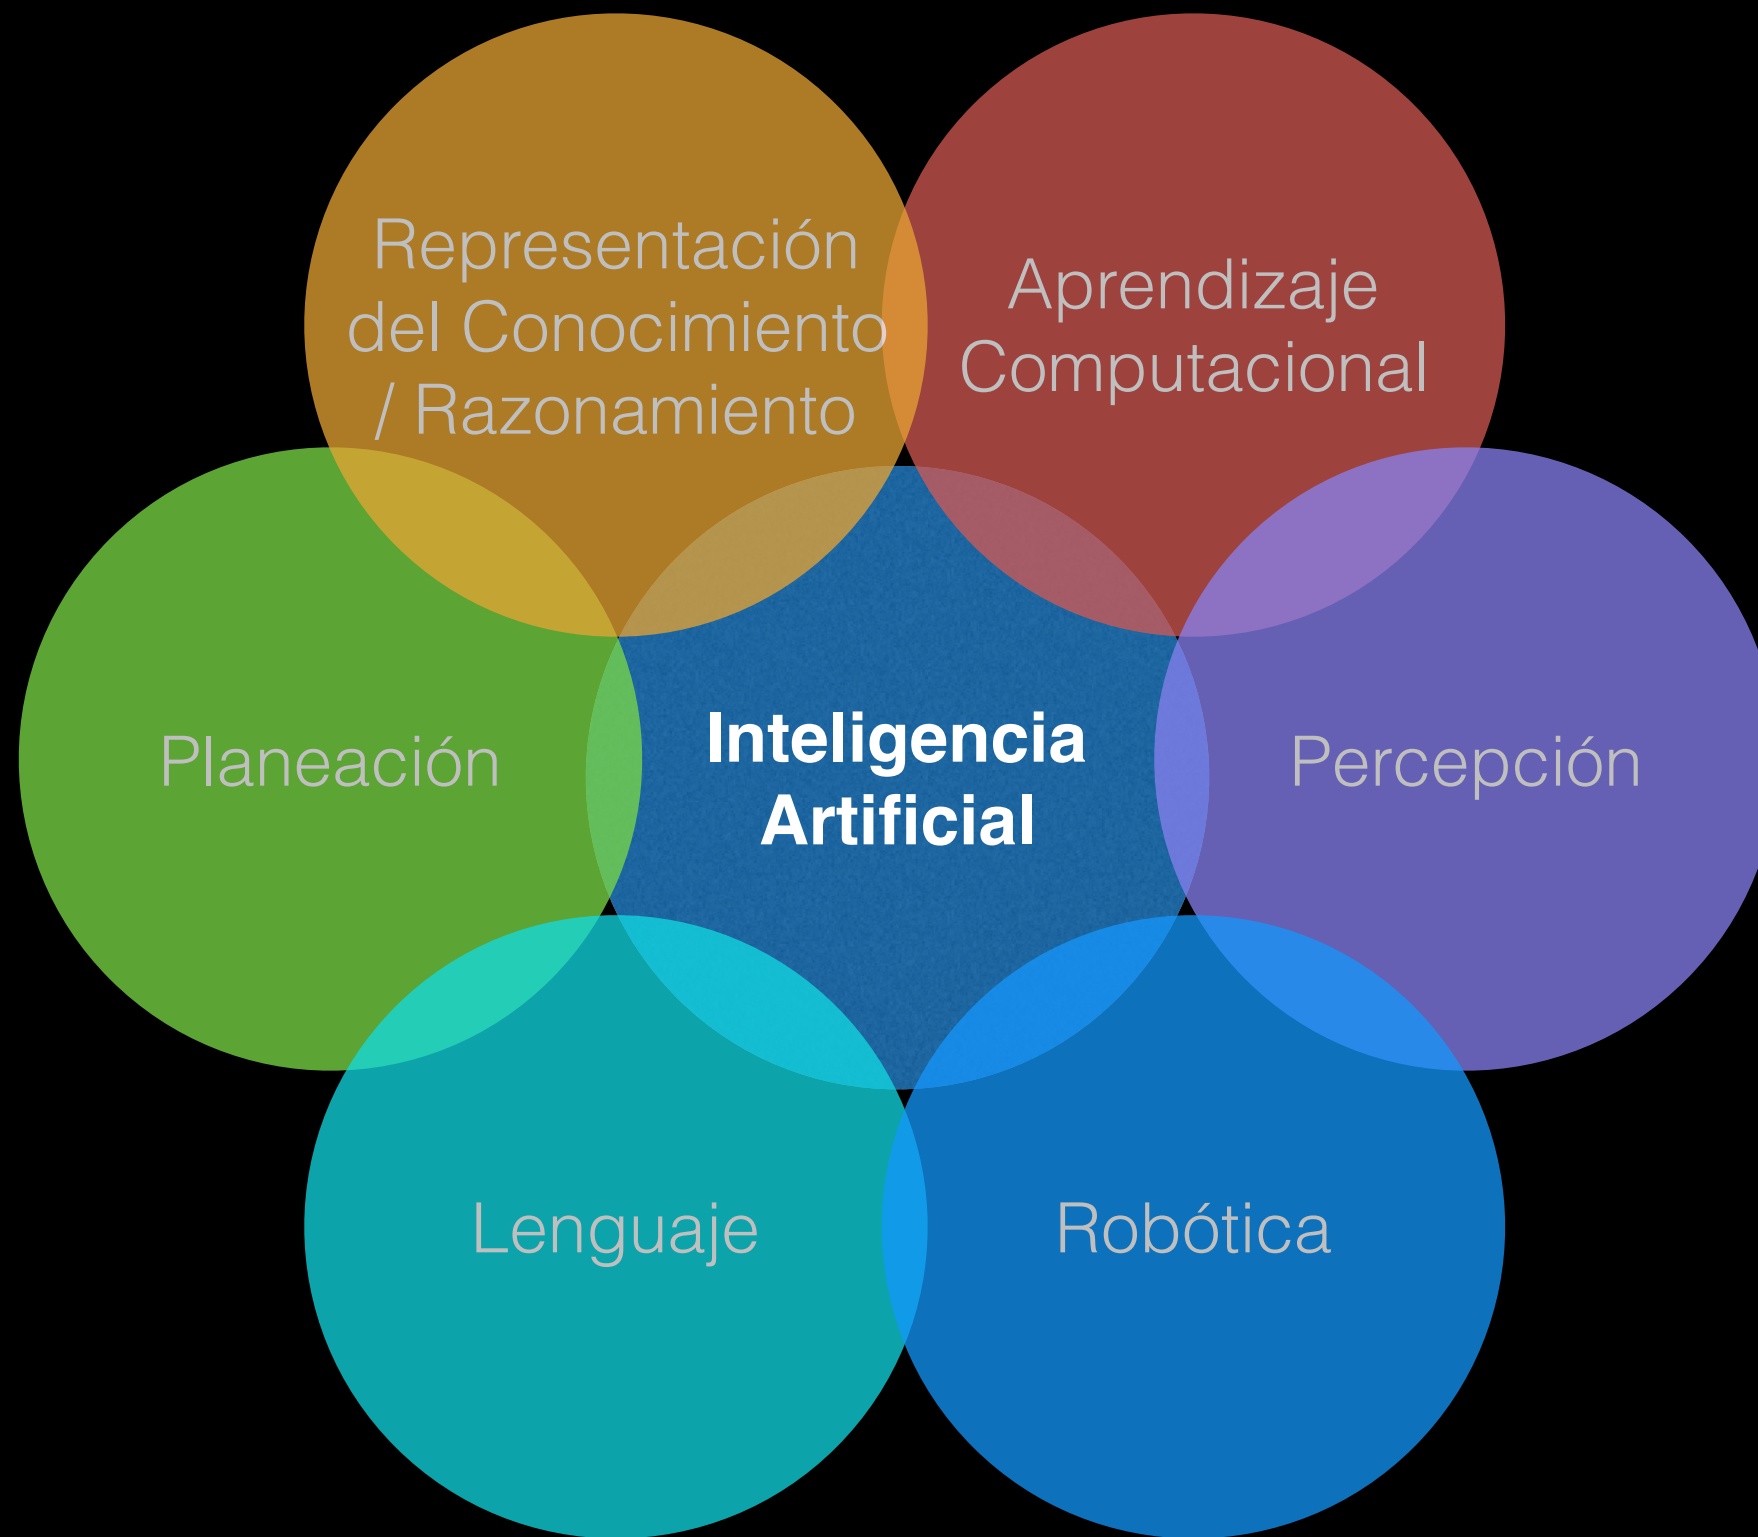 Representación
del Conocimiento
/ Razonamiento
Aprendizaje
Computacional
Planeación
Inteligencia
Artificial
Percepción
Lenguaje
Robótica